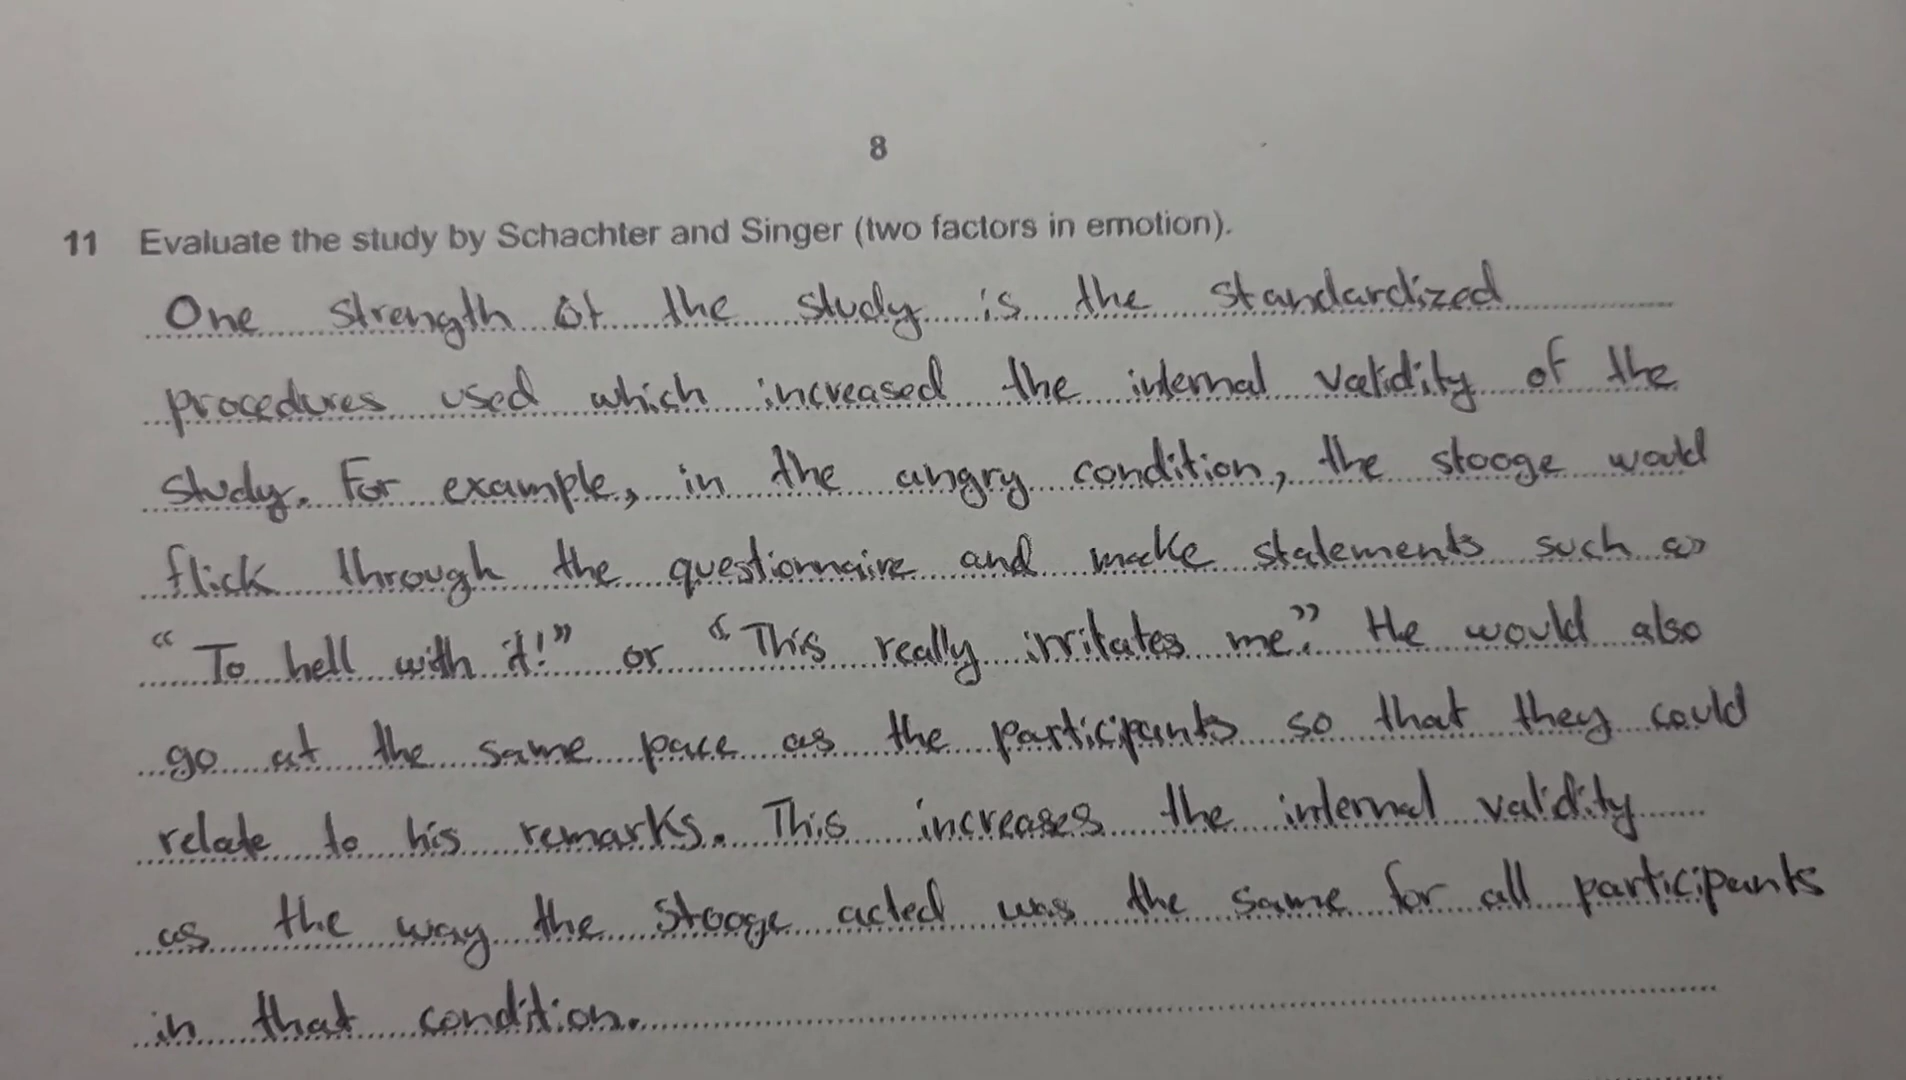 8
11 Evaluate the study by Schachter and Singer (two factors in emotion).
One strength of the study is the standardized
procedures used which increased the internal validity of the
study. For example, in the angry condition, the stooge would
flick through the questionnaire and make statements such as
“To hell with it!” or “This really irritates me”. He would also
go at the same pace as the participants so that they could
relate to his remarks. This increases the internal validity
as the way the stooge acted was the same for all participants
in that condition.